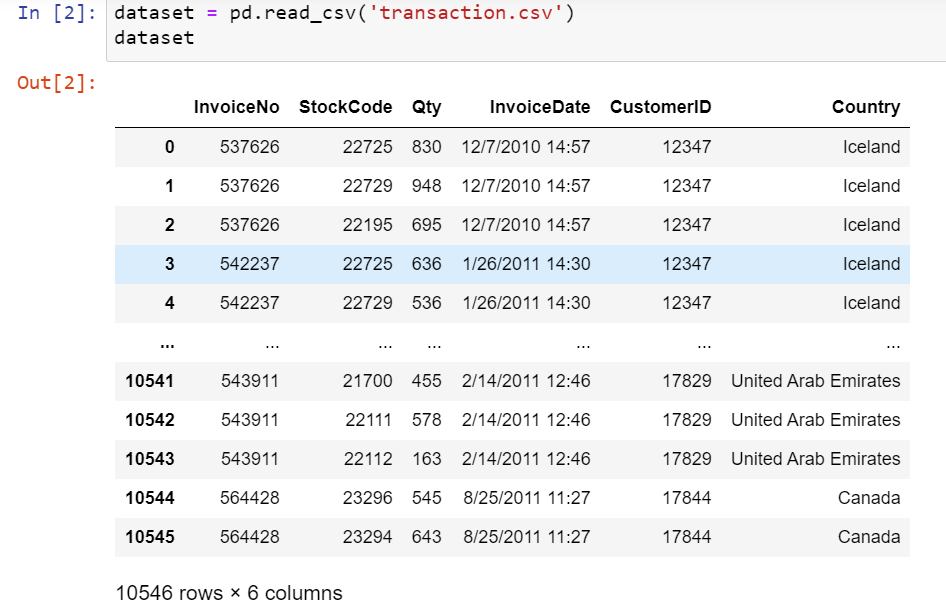 In [2]: dataset = pd.read_csv('transaction.csv')
dataset
Out[2]:
InvoiceNo StockCode Qty InvoiceDate CustomerID Country
0 537626 22725 830 12/7/2010 14:57 12347 Iceland
1 537626 22729 948 12/7/2010 14:57 12347 Iceland
2 537626 22195 695 12/7/2010 14:57 12347 Iceland
3 542237 22725 636 1/26/2011 14:30 12347 Iceland
4 542237 22729 536 1/26/2011 14:30 12347 Iceland
... ... ... ... ... ... ...
10541 543911 21700 455 2/14/2011 12:46 17829 United Arab Emirates
10542 543911 22111 578 2/14/2011 12:46 17829 United Arab Emirates
10543 543911 22112 163 2/14/2011 12:46 17829 United Arab Emirates
10544 564428 23296 545 8/25/2011 11:27 17844 Canada
10545 564428 23294 643 8/25/2011 11:27 17844 Canada
10546 rows × 6 columns